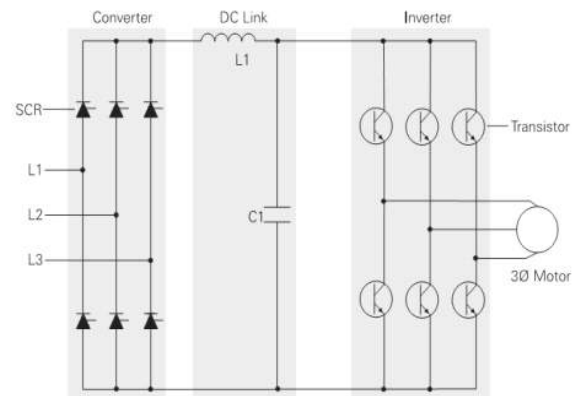 Converter DC Link Inverter
L1
SCR Transistor
L1
L2
C1
L3
3Ø Motor